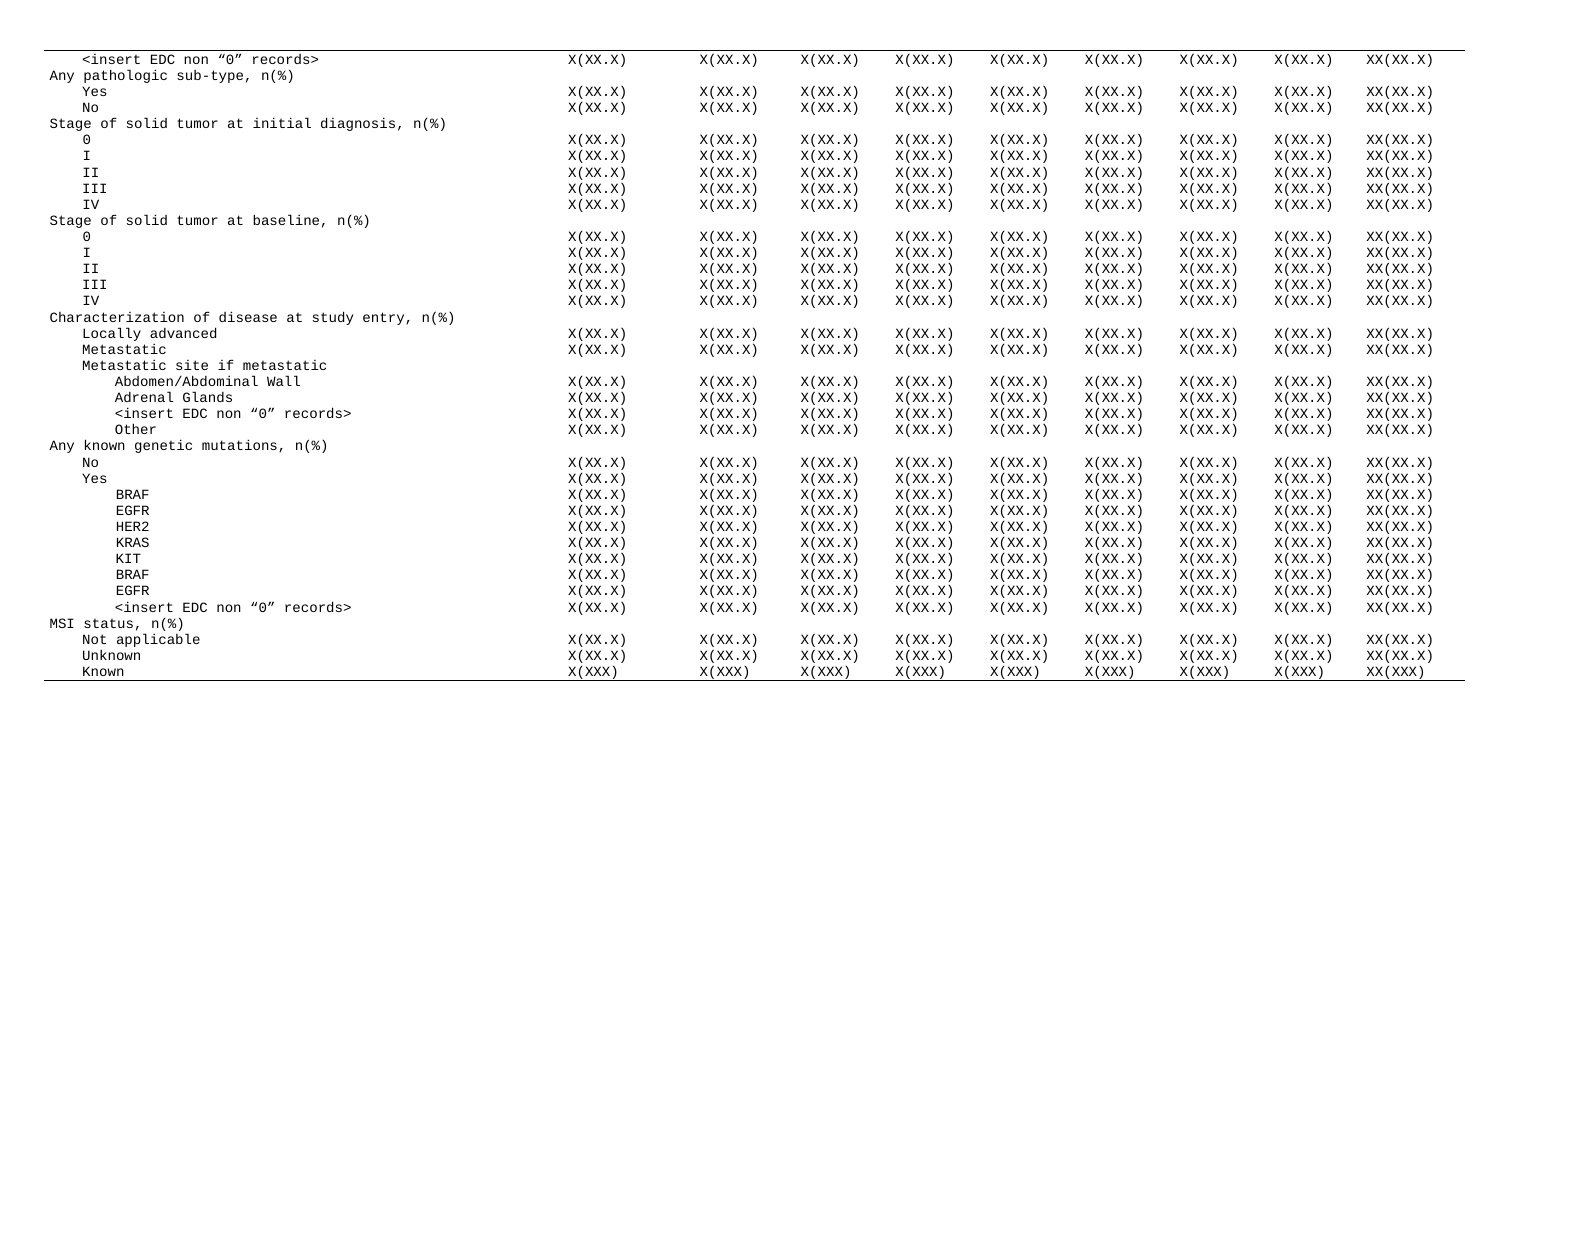 <insert EDC non “0” records> X(XX.X) X(XX.X) X(XX.X) X(XX.X) X(XX.X) X(XX.X) X(XX.X) X(XX.X) XX(XX.X)
Any pathologic sub-type, n(%)
Yes X(XX.X) X(XX.X) X(XX.X) X(XX.X) X(XX.X) X(XX.X) X(XX.X) X(XX.X) XX(XX.X)
No X(XX.X) X(XX.X) X(XX.X) X(XX.X) X(XX.X) X(XX.X) X(XX.X) X(XX.X) XX(XX.X)
Stage of solid tumor at initial diagnosis, n(%)
0 X(XX.X) X(XX.X) X(XX.X) X(XX.X) X(XX.X) X(XX.X) X(XX.X) X(XX.X) XX(XX.X)
I X(XX.X) X(XX.X) X(XX.X) X(XX.X) X(XX.X) X(XX.X) X(XX.X) X(XX.X) XX(XX.X)
II X(XX.X) X(XX.X) X(XX.X) X(XX.X) X(XX.X) X(XX.X) X(XX.X) X(XX.X) XX(XX.X)
III X(XX.X) X(XX.X) X(XX.X) X(XX.X) X(XX.X) X(XX.X) X(XX.X) X(XX.X) XX(XX.X)
IV X(XX.X) X(XX.X) X(XX.X) X(XX.X) X(XX.X) X(XX.X) X(XX.X) X(XX.X) XX(XX.X)
Stage of solid tumor at baseline, n(%)
0 X(XX.X) X(XX.X) X(XX.X) X(XX.X) X(XX.X) X(XX.X) X(XX.X) X(XX.X) XX(XX.X)
I X(XX.X) X(XX.X) X(XX.X) X(XX.X) X(XX.X) X(XX.X) X(XX.X) X(XX.X) XX(XX.X)
II X(XX.X) X(XX.X) X(XX.X) X(XX.X) X(XX.X) X(XX.X) X(XX.X) X(XX.X) XX(XX.X)
III X(XX.X) X(XX.X) X(XX.X) X(XX.X) X(XX.X) X(XX.X) X(XX.X) X(XX.X) XX(XX.X)
IV X(XX.X) X(XX.X) X(XX.X) X(XX.X) X(XX.X) X(XX.X) X(XX.X) X(XX.X) XX(XX.X)
Characterization of disease at study entry, n(%)
Locally advanced X(XX.X) X(XX.X) X(XX.X) X(XX.X) X(XX.X) X(XX.X) X(XX.X) X(XX.X) XX(XX.X)
Metastatic X(XX.X) X(XX.X) X(XX.X) X(XX.X) X(XX.X) X(XX.X) X(XX.X) X(XX.X) XX(XX.X)
Metastatic site if metastatic
Abdomen/Abdominal Wall X(XX.X) X(XX.X) X(XX.X) X(XX.X) X(XX.X) X(XX.X) X(XX.X) X(XX.X) XX(XX.X)
Adrenal Glands X(XX.X) X(XX.X) X(XX.X) X(XX.X) X(XX.X) X(XX.X) X(XX.X) X(XX.X) XX(XX.X)
<insert EDC non “0” records> X(XX.X) X(XX.X) X(XX.X) X(XX.X) X(XX.X) X(XX.X) X(XX.X) X(XX.X) XX(XX.X)
Other X(XX.X) X(XX.X) X(XX.X) X(XX.X) X(XX.X) X(XX.X) X(XX.X) X(XX.X) XX(XX.X)
Any known genetic mutations, n(%)
No X(XX.X) X(XX.X) X(XX.X) X(XX.X) X(XX.X) X(XX.X) X(XX.X) X(XX.X) XX(XX.X)
Yes X(XX.X) X(XX.X) X(XX.X) X(XX.X) X(XX.X) X(XX.X) X(XX.X) X(XX.X) XX(XX.X)
BRAF X(XX.X) X(XX.X) X(XX.X) X(XX.X) X(XX.X) X(XX.X) X(XX.X) X(XX.X) XX(XX.X)
EGFR X(XX.X) X(XX.X) X(XX.X) X(XX.X) X(XX.X) X(XX.X) X(XX.X) X(XX.X) XX(XX.X)
HER2 X(XX.X) X(XX.X) X(XX.X) X(XX.X) X(XX.X) X(XX.X) X(XX.X) X(XX.X) XX(XX.X)
KRAS X(XX.X) X(XX.X) X(XX.X) X(XX.X) X(XX.X) X(XX.X) X(XX.X) X(XX.X) XX(XX.X)
KIT X(XX.X) X(XX.X) X(XX.X) X(XX.X) X(XX.X) X(XX.X) X(XX.X) X(XX.X) XX(XX.X)
BRAF X(XX.X) X(XX.X) X(XX.X) X(XX.X) X(XX.X) X(XX.X) X(XX.X) X(XX.X) XX(XX.X)
EGFR X(XX.X) X(XX.X) X(XX.X) X(XX.X) X(XX.X) X(XX.X) X(XX.X) X(XX.X) XX(XX.X)
<insert EDC non “0” records> X(XX.X) X(XX.X) X(XX.X) X(XX.X) X(XX.X) X(XX.X) X(XX.X) X(XX.X) XX(XX.X)
MSI status, n(%)
Not applicable X(XX.X) X(XX.X) X(XX.X) X(XX.X) X(XX.X) X(XX.X) X(XX.X) X(XX.X) XX(XX.X)
Unknown X(XX.X) X(XX.X) X(XX.X) X(XX.X) X(XX.X) X(XX.X) X(XX.X) X(XX.X) XX(XX.X)
Known X(XXX) X(XXX) X(XXX) X(XXX) X(XXX) X(XXX) X(XXX) X(XXX) XX(XXX)